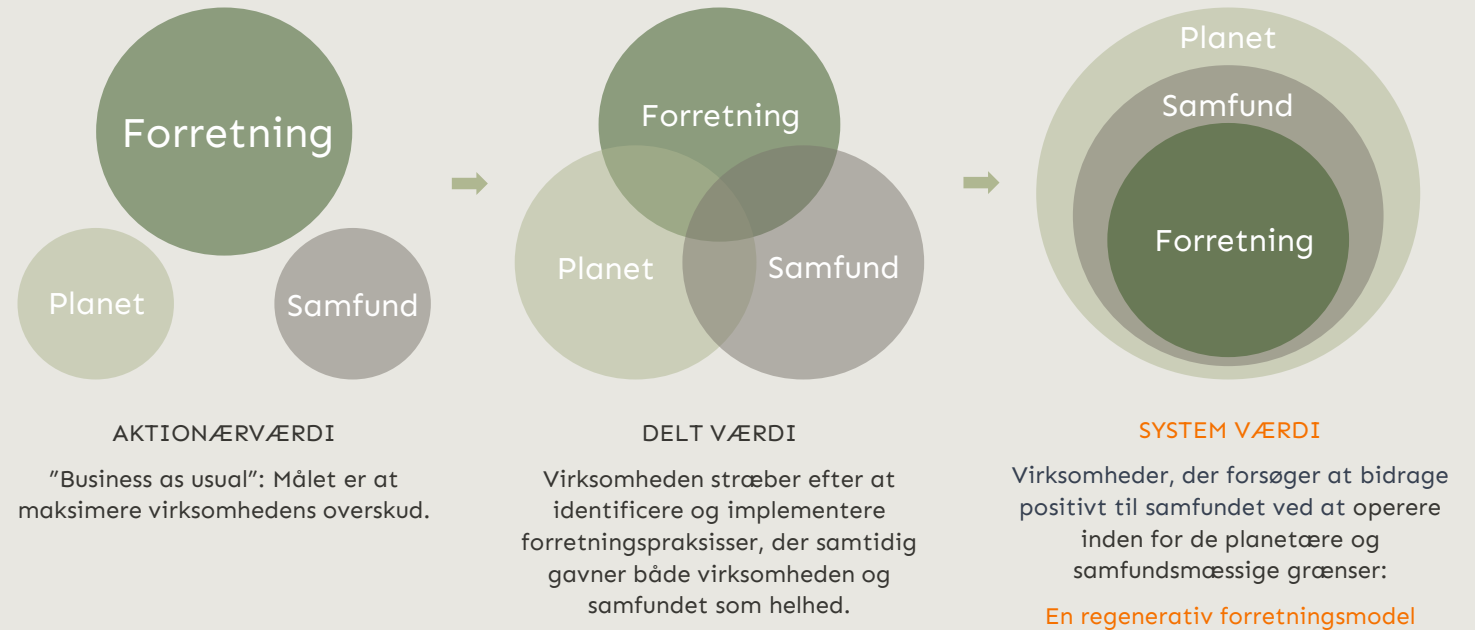 Forretning
Planet
Samfund
AKTIONÆRVÆRDI
”Business as usual”: Målet er at
maksimere virksomhedens overskud.
Forretning
Planet
Samfund
DELT VÆRDI
Virksomheden stræber efter at
identificere og implementere
forretningspraksisser, der samtidig
gavner både virksomheden og
samfundet som helhed.
Planet
Samfund
Forretning
SYSTEM VÆRDI
Virksomheder, der forsøger at bidrage
positivt til samfundet ved at operere
inden for de planetære og
samfundsmæssige grænser:
En regenerativ forretningsmodel